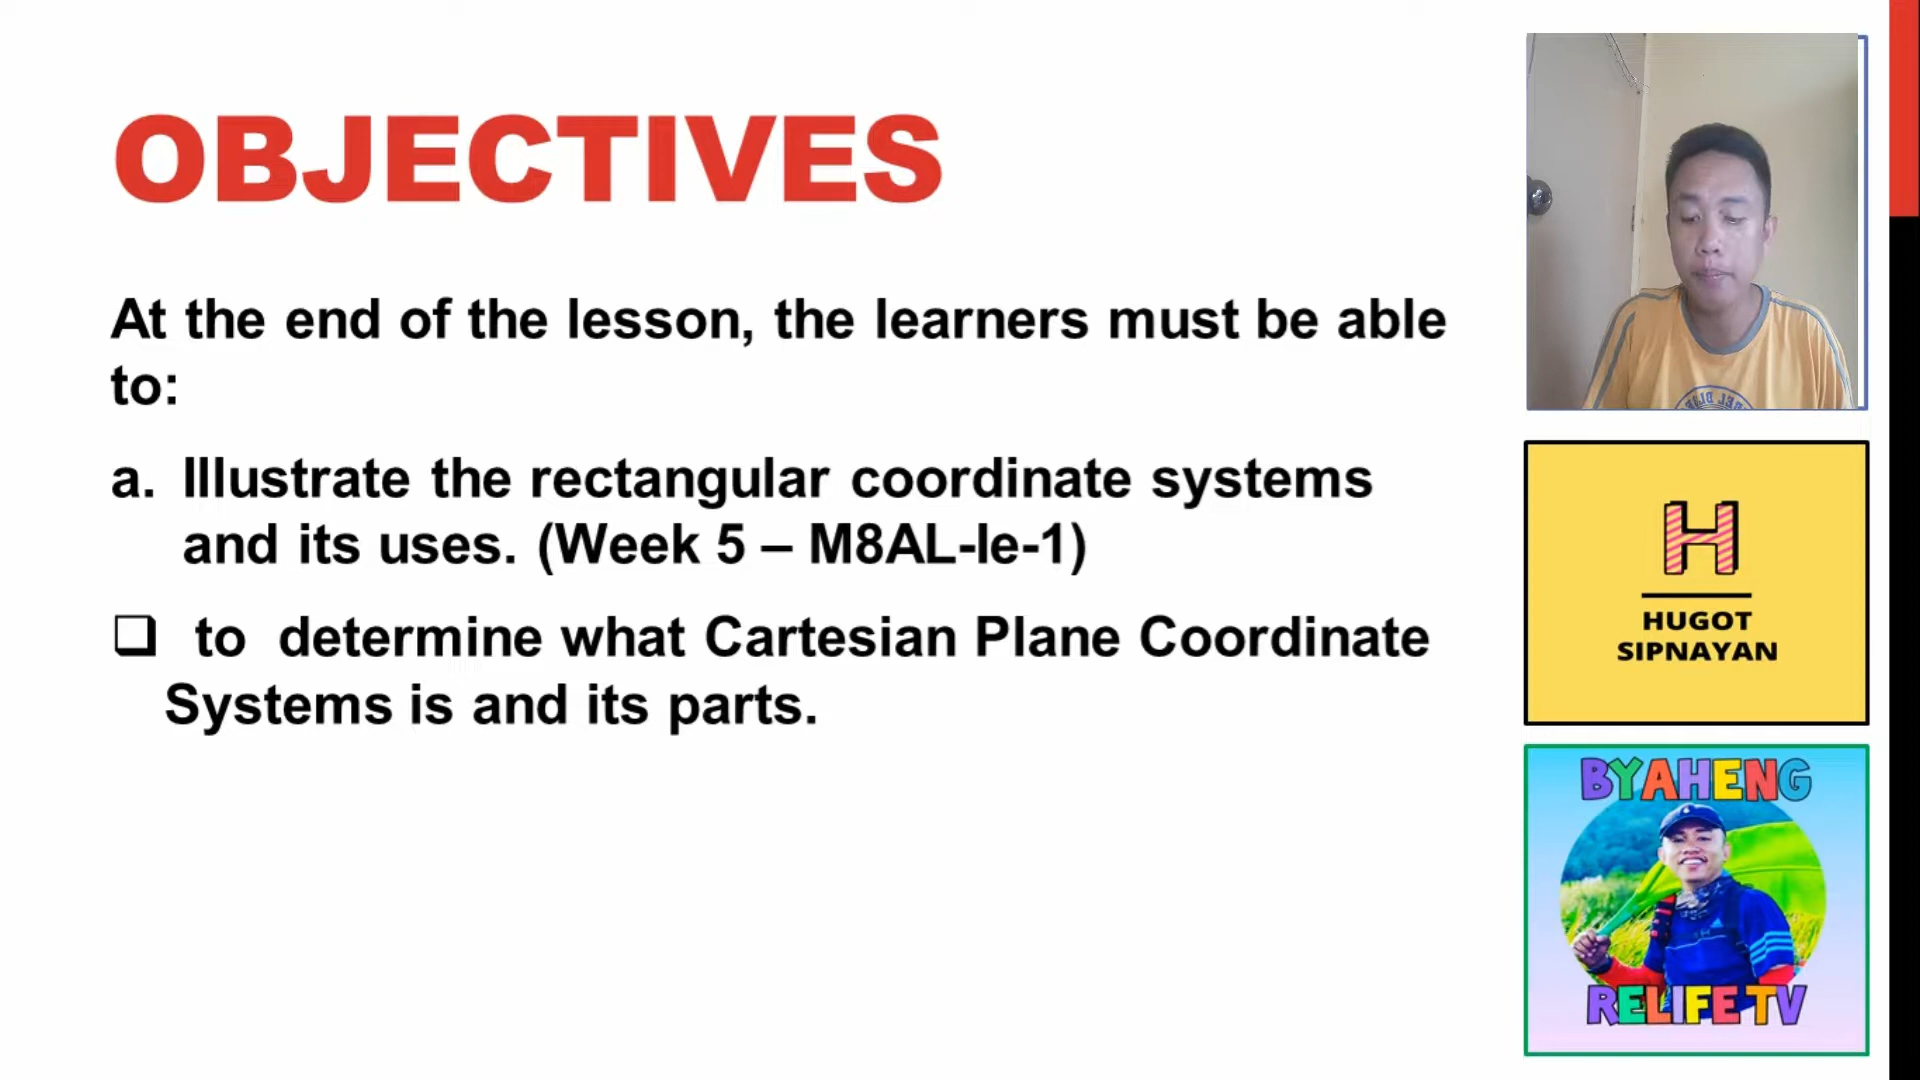 OBJECTIVES
At the end of the lesson, the learners must be able
to:
a. Illustrate the rectangular coordinate systems
and its uses. (Week 5 – M8AL-Ie-1)
❑ to determine what Cartesian Plane Coordinate
Systems is and its parts.
H
HUGOT
SIPNAYAN
BYAHENG
RELIFE TV